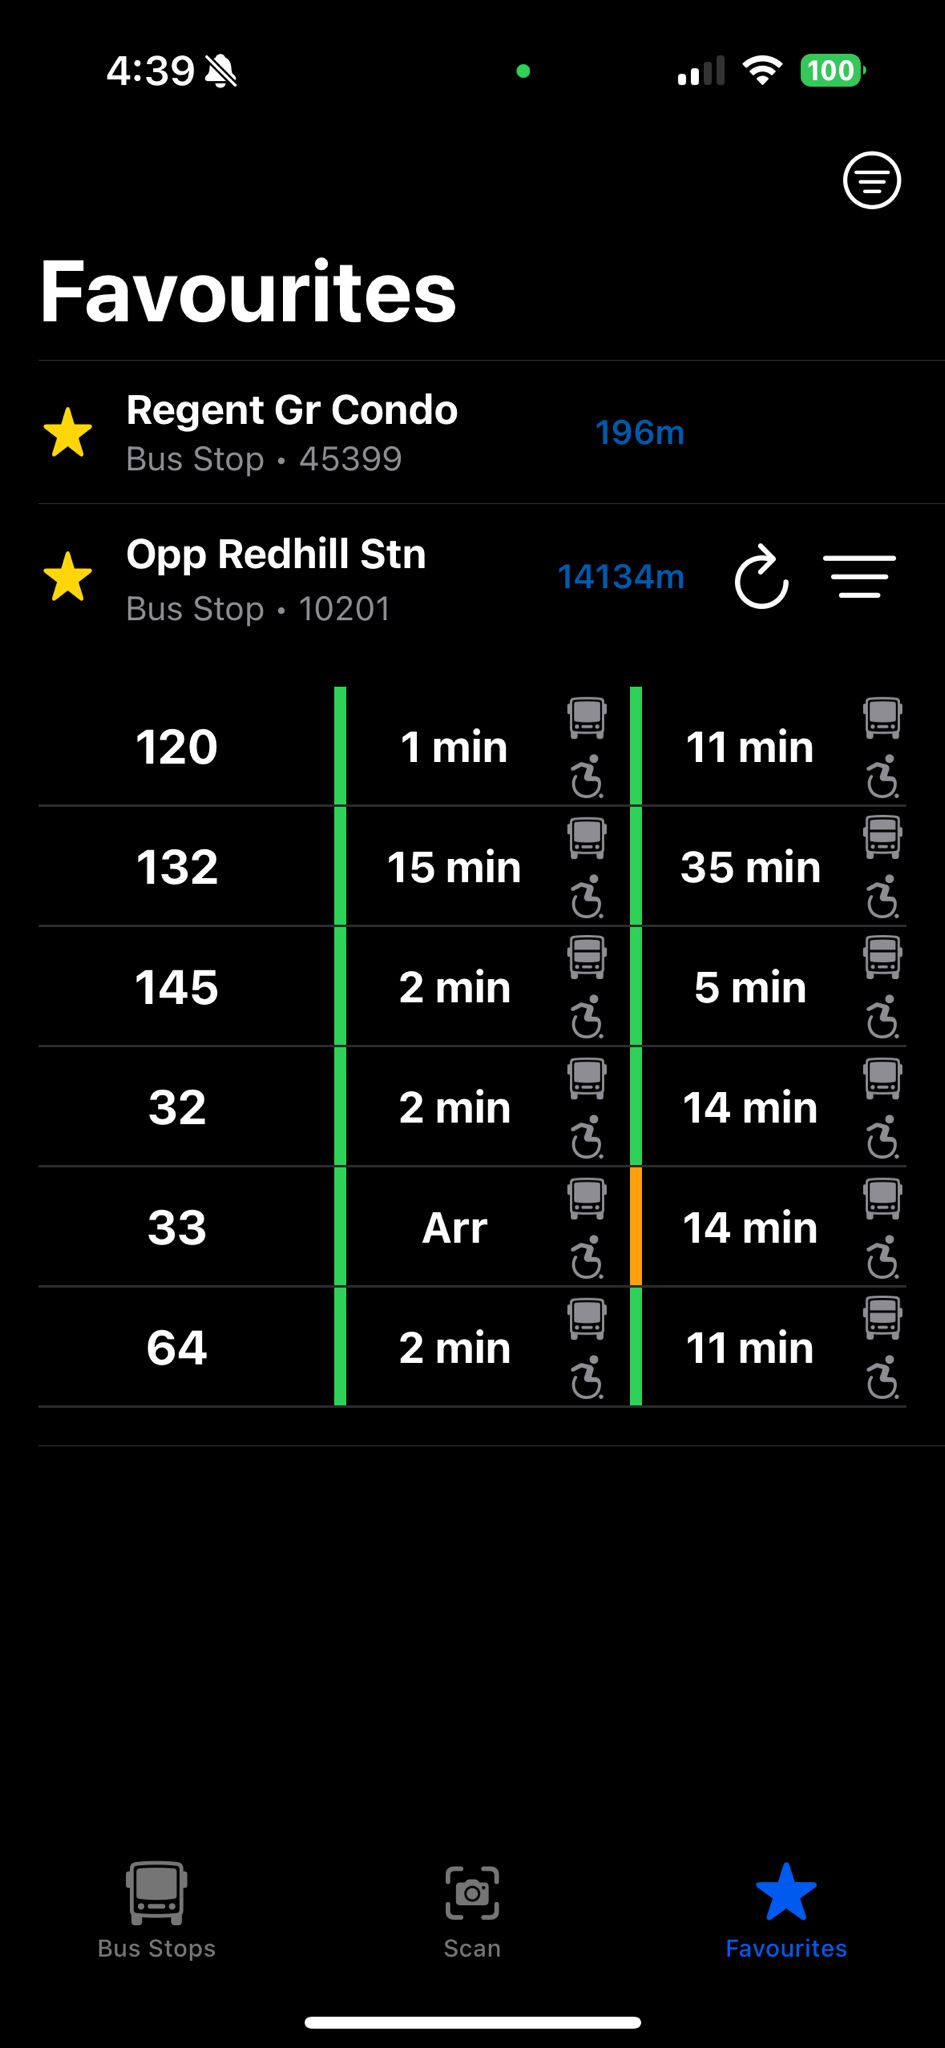 4:39 100
Favourites
Regent Gr Condo
Bus Stop • 45399
196m
Opp Redhill Stn
Bus Stop • 10201
14134m
120 1 min 11 min
132 15 min 35 min
145 2 min 5 min
32 2 min 14 min
33 Arr 14 min
64 2 min 11 min
Bus Stops Scan Favourites